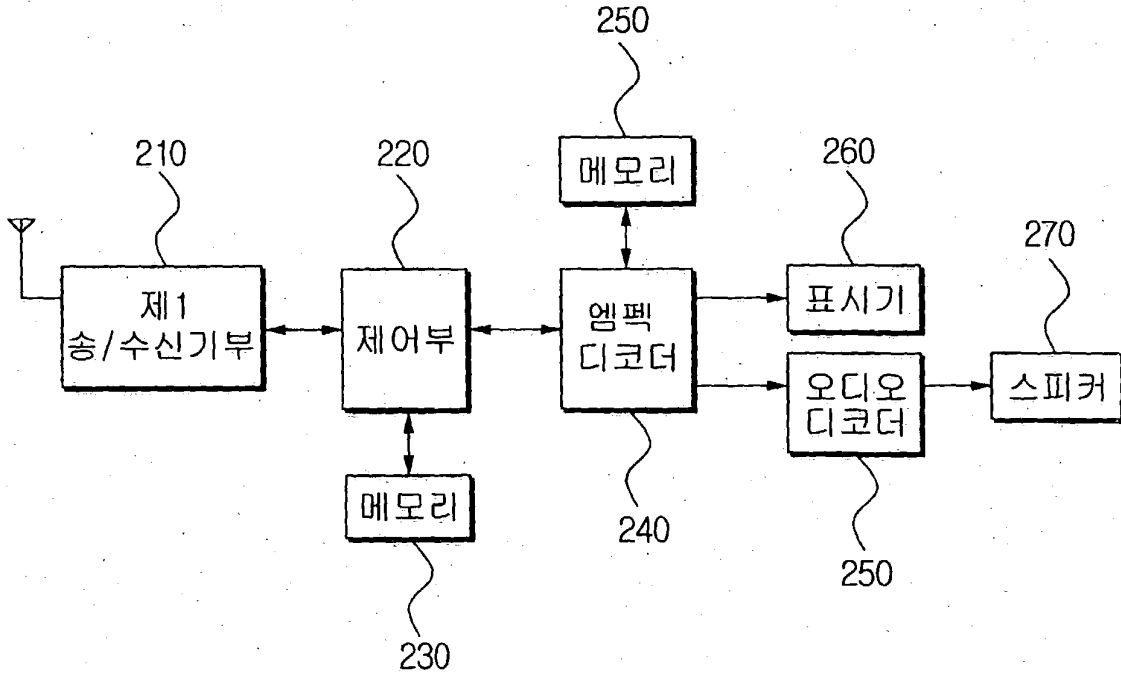 250
210
220
메모리
260
270
제1
송/수신기부
제어부
엠펙
디코더
표시기
오디오
디코더
스피커
메모리
240
250
230